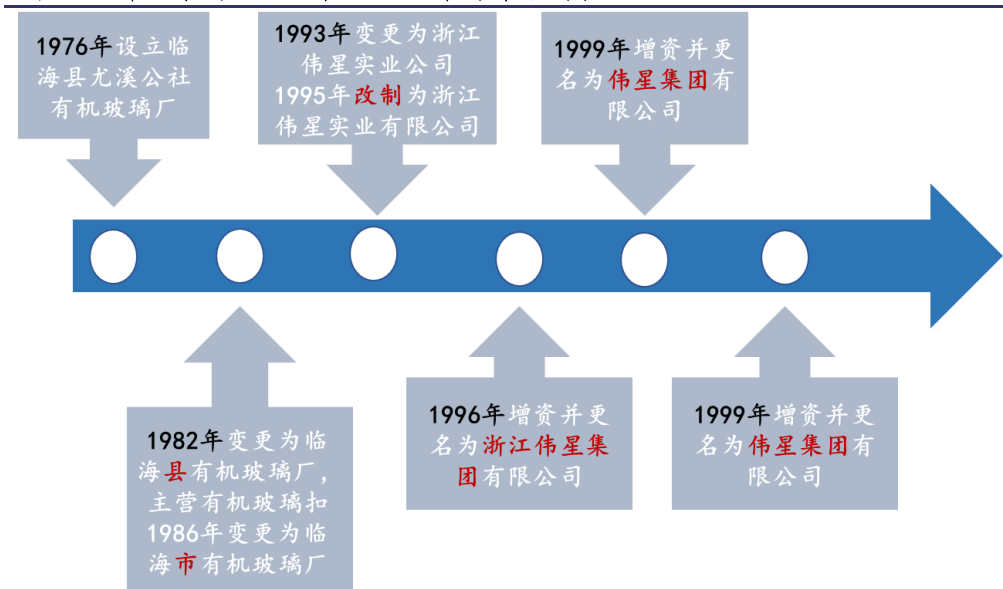 1976年设立临
海县尤溪公社
有机玻璃厂
1993年变更为浙江
伟星实业公司
1995年改制为浙江
伟星实业有限公司
1999年增资并更
名为伟星集团有
限公司
1982年变更为临
海县有机玻璃厂，
主营有机玻璃扣
1986年变更为临
海市有机玻璃厂
1996年增资并更
名为浙江伟星集
团有限公司
1999年增资并更
名为伟星集团有
限公司